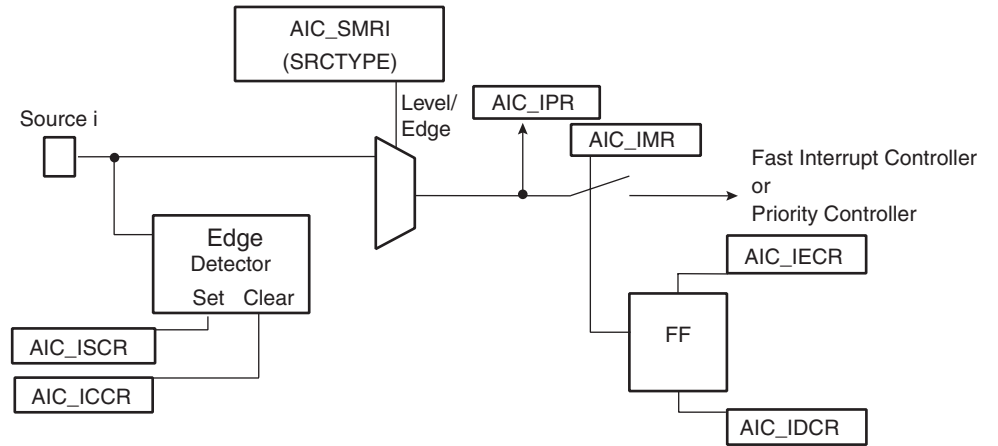 AIC_SMRI
(SRCTYPE)
Level/
Edge
AIC_IPR
AIC_IMR
Source i
Fast Interrupt Controller
or
Priority Controller
Edge
Detector
Set Clear
AIC_IECR
FF
AIC_ISCR
AIC_ICCR
AIC_IDCR